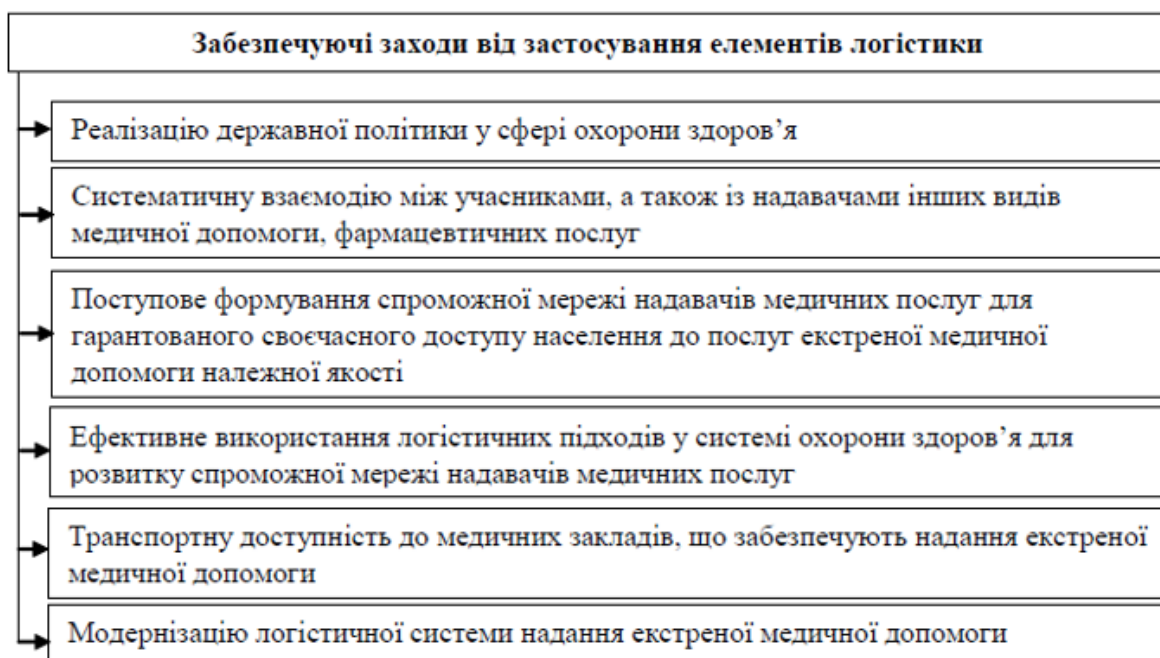 Забезпечуючі заходи від застосування елементів логістики
Реалізацію державної політики у сфері охорони здоров’я
Систематичну взаємодію між учасниками, а також із надавачами інших видів
медичної допомоги, фармацевтичних послуг
Поступове формування спроможної мережі надавачів медичних послуг для
гарантованого своєчасного доступу населення до послуг екстреної медичної
допомоги належної якості
Ефективне використання логістичних підходів у системі охорони здоров’я для
розвитку спроможної мережі надавачів медичних послуг
Транспортну доступність до медичних закладів, що забезпечують надання екстреної
медичної допомоги
Модернізацію логістичної системи надання екстреної медичної допомоги